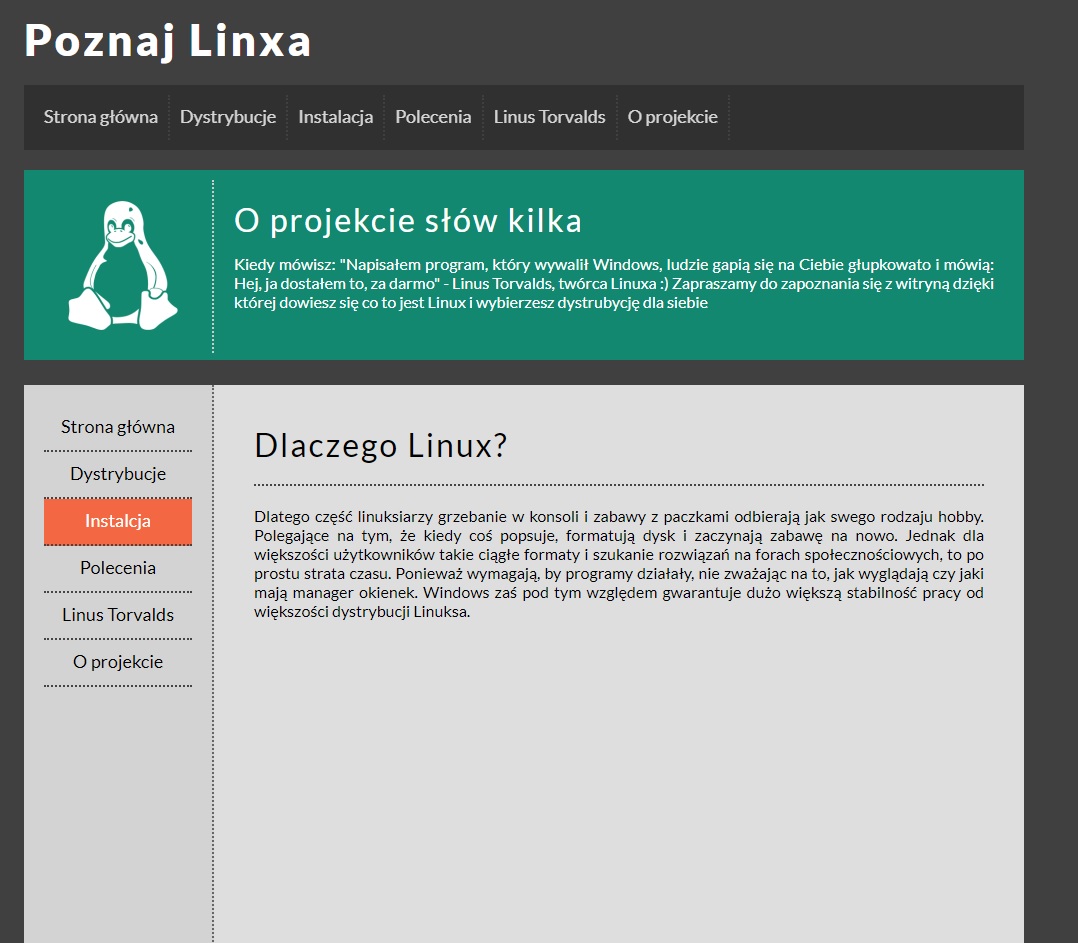 Poznaj Linxa
Strona główna
Dystrybucje
Instalacja
Polecenia
Linus Torvalds
O projekcie
O projekcie słów kilka
Kiedy mówisz: "Napisałem program, który wywalił Windows, ludzie gapią się na Ciebie głupkowato i mówią:
Hej, ja dostałem to, za darmo" - Linus Torvalds, twórca Linuxa :) Zapraszamy do zapoznania się z witryną dzięki
której dowiesz się co to jest Linux i wybierzesz dystrubycję dla siebie
Strona główna
Dystrybucje
Instalcja
Polecenia
Linus Torvalds
O projekcie
Dlaczego Linux?
Dlatego część linuksiarzy grzebanie w konsoli i zabawy z paczkami odbierają jak swego rodzaju hobby.
Polegające na tym, że kiedy coś popsuje, formatują dysk i zaczynają zabawę na nowo. Jednak dla
większości użytkowników takie ciągłe formaty i szukanie rozwiązań na forach społecznościowych, to po
prostu strata czasu. Ponieważ wymagają, by programy działały, nie zważając na to, jak wyglądają czy jaki
mają manager okienek. Windows zaś pod tym względem gwarantuje dużo większą stabilność pracy od
większości dystrybucji Linuksa.